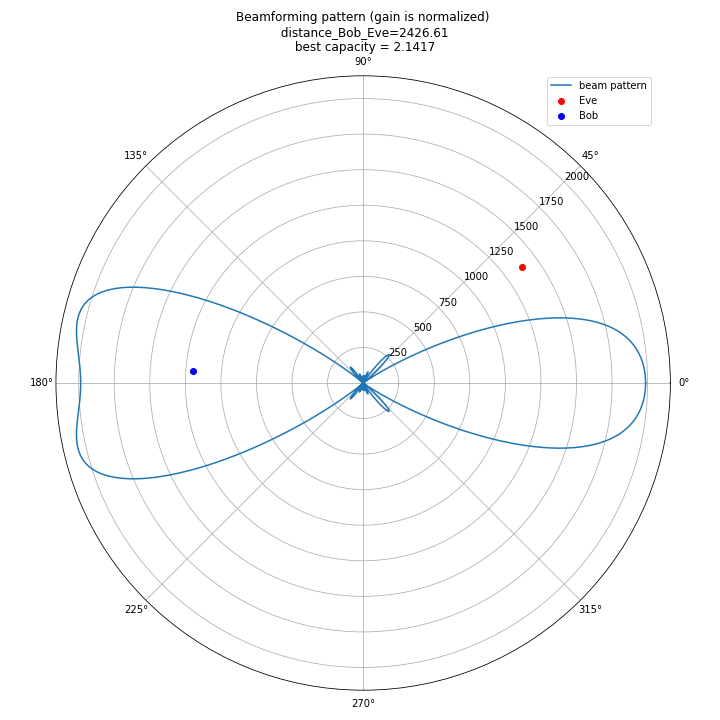 Beamforming pattern (gain is normalized)
distance_Bob_Eve=2426.61
best capacity = 2.1417
90°
beam pattern
Eve
Bob
135°
45°
2000
1750
1500
1250
1000
750
500
250
180°
0°
225°
315°
270°